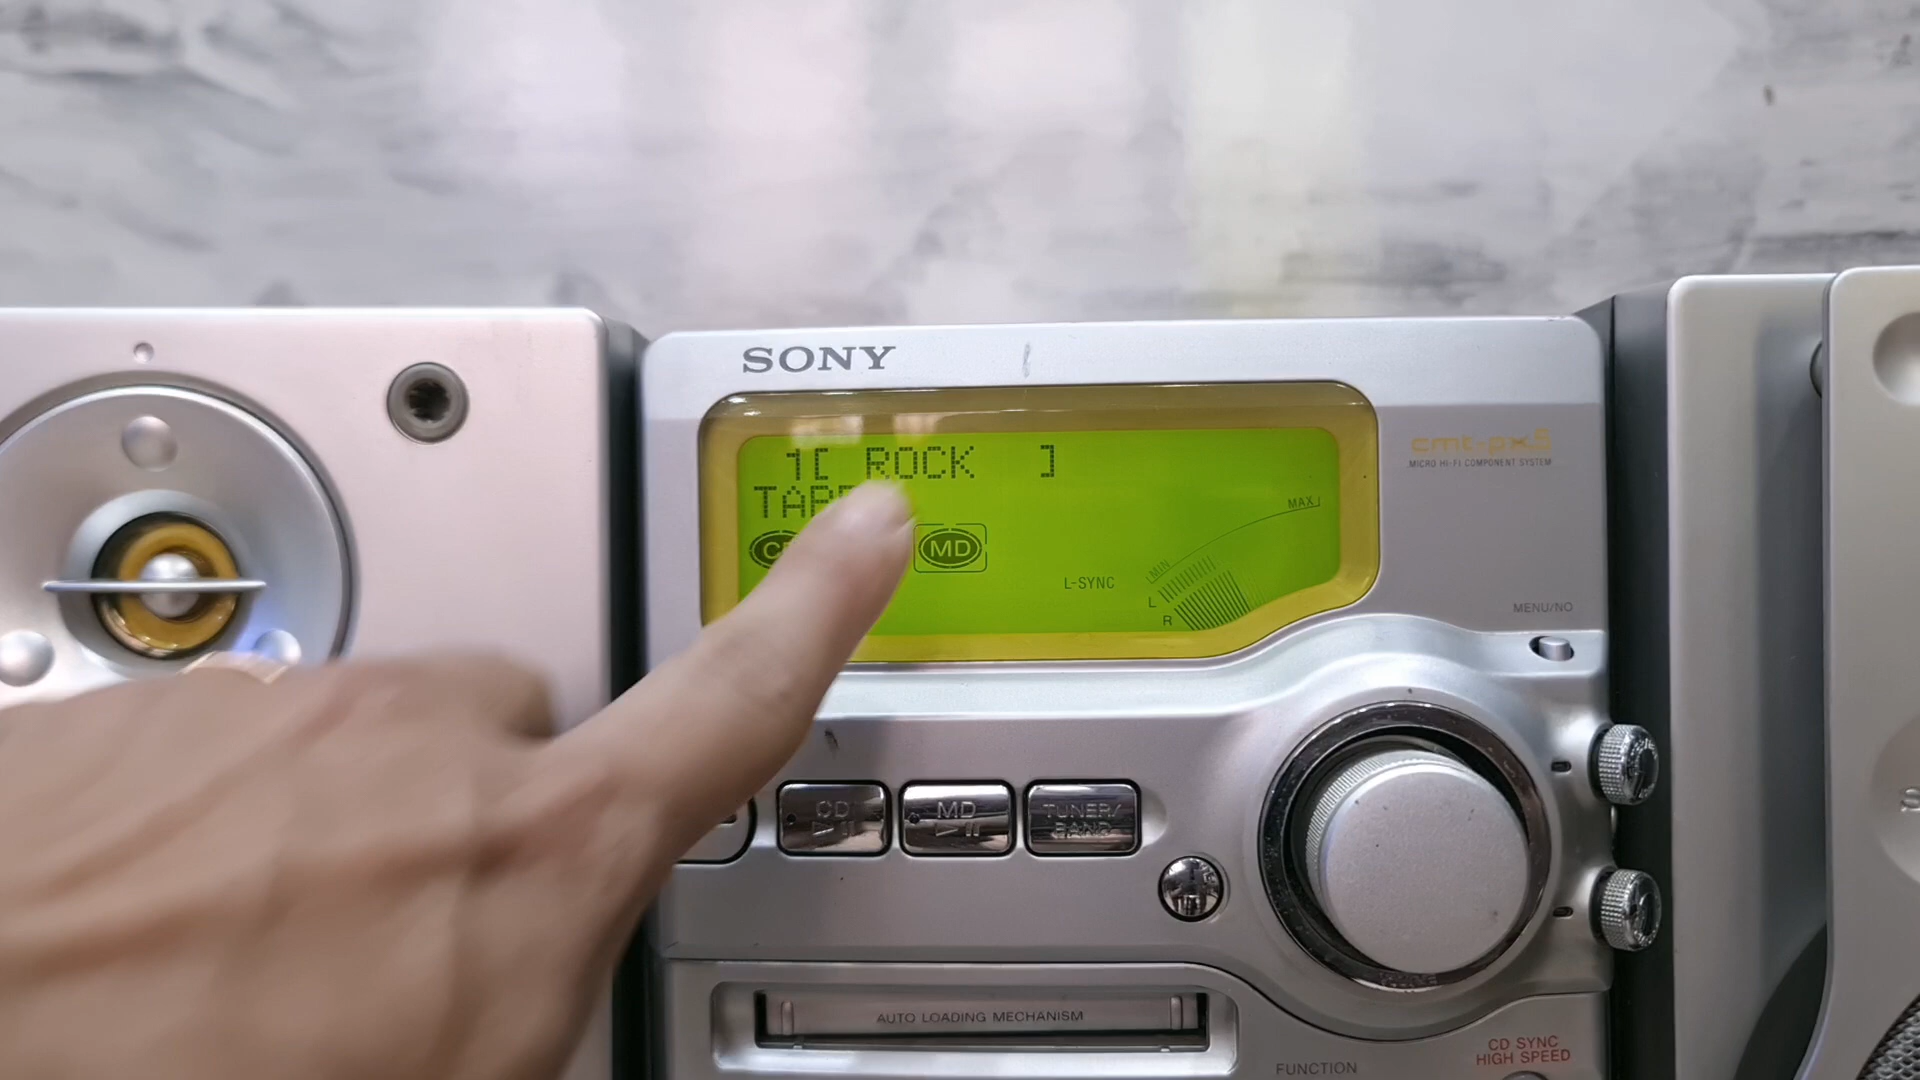 SONY
1[ ROCK ]
TAPE
MD
L-SYNC
MIN
MAX
L
R
cmt-px5
MICRO HI-FI COMPONENT SYSTEM
MENU/NO
CD
MD
TUNER/
BAND
AUTO LOADING MECHANISM
CD SYNC
HIGH SPEED
FUNCTION